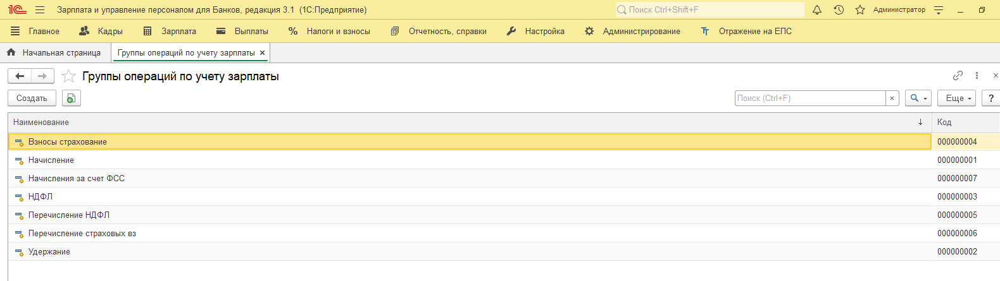 1С Зарплата и управление персоналом для Банков, редакция 3.1 (1С:Предприятие) Поиск Ctrl+Shift+F Администратор
Главное Кадры Зарплата Выплаты % Налоги и взносы Отчетность, справки Настройка Администрирование Тт Отражение на ЕПС
Начальная страница Группы операций по учету зарплаты ×
Группы операций по учету зарплаты
Создать Поиск (Ctrl+F) × Еще ?
Наименование Код
Взносы страхование 000000004
Начисление 000000001
Начисления за счет ФСС 000000007
НДФЛ 000000003
Перечисление НДФЛ 000000005
Перечисление страховых вз 000000006
Удержание 000000002